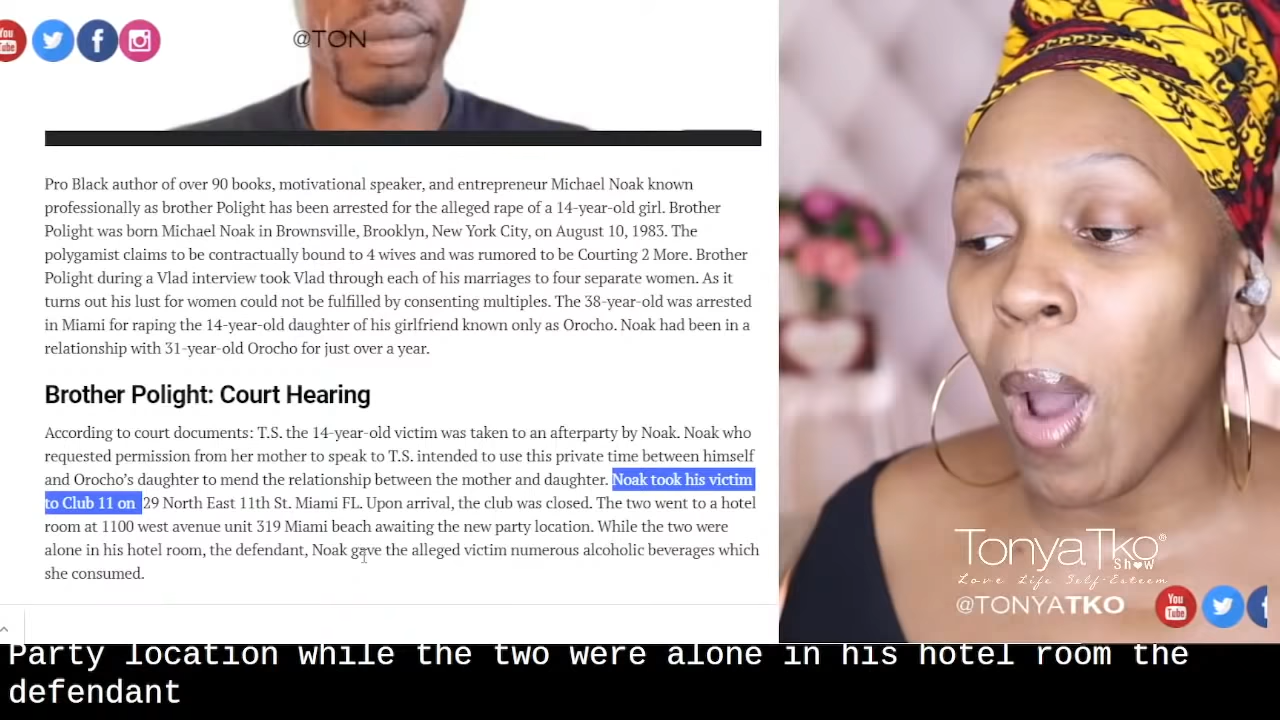 You
Tube
@TON
Pro Black author of over 90 books, motivational speaker, and entrepreneur Michael Noak known
professionally as brother Polight has been arrested for the alleged rape of a 14-year-old girl. Brother
Polight was born Michael Noak in Brownsville, Brooklyn, New York City, on August 10, 1983. The
polygamist claims to be contractually bound to 4 wives and was rumored to be Courting 2 More. Brother
Polight during a Vlad interview took Vlad through each of his marriages to four separate women. As it
turns out his lust for women could not be fulfilled by consenting multiples. The 38-year-old was arrested
in Miami for raping the 14-year-old daughter of his girlfriend known only as Orocho. Noak had been in a
relationship with 31-year-old Orocho for just over a year.
Brother Polight: Court Hearing
According to court documents: T.S. the 14-year-old victim was taken to an afterparty by Noak. Noak who
requested permission from her mother to speak to T.S. intended to use this private time between himself
and Orocho's daughter to mend the relationship between the mother and daughter. Noak took his victim
to Club 11 on 29 North East 11th St. Miami FL. Upon arrival, the club was closed. The two went to a hotel
room at 1100 west avenue unit 319 Miami beach awaiting the new party location. While the two were
alone in his hotel room, the defendant, Noak gave the alleged victim numerous alcoholic beverages which
she consumed.
TonyaTko®
Show
Love Life Self-Esteem
@TONYATKO
You
Tube
Party location while the two were alone in his hotel room the
defendant